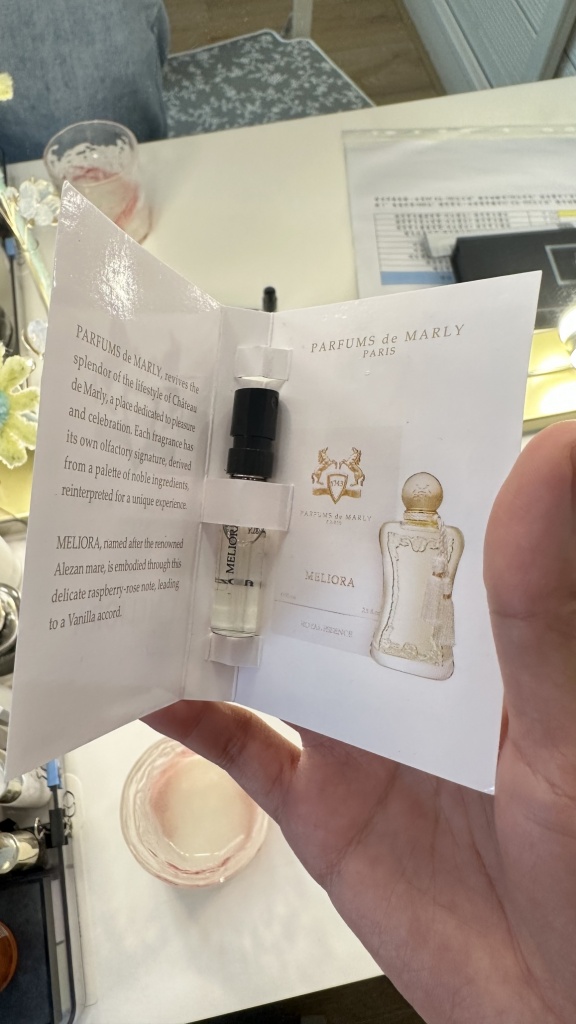 PARFUMS de MARLY, revives the
splendor of the lifestyle of Château
de Marly, a place dedicated to pleasure
and celebration. Each fragrance has
its own olfactory signature, derived
from a palette of noble ingredients,
reinterpreted for a unique experience.
MELIORA, named after the renowned
Alezan mare, is embodied through this
delicate raspberry-rose note, leading
to a Vanilla accord.
MELIORA
PARFUMS de MARLY
PARIS
1743
PARFUMS de MARLY
PARIS
MELIORA